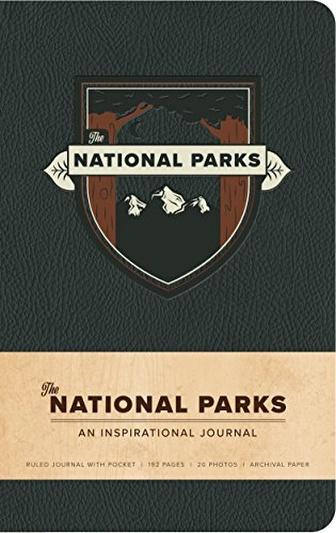 The
NATIONAL PARKS
The
NATIONAL PARKS
AN INSPIRATIONAL JOURNAL
RULED JOURNAL WITH POCKET | 192 PAGES | 20 PHOTOS | ARCHIVAL PAPER